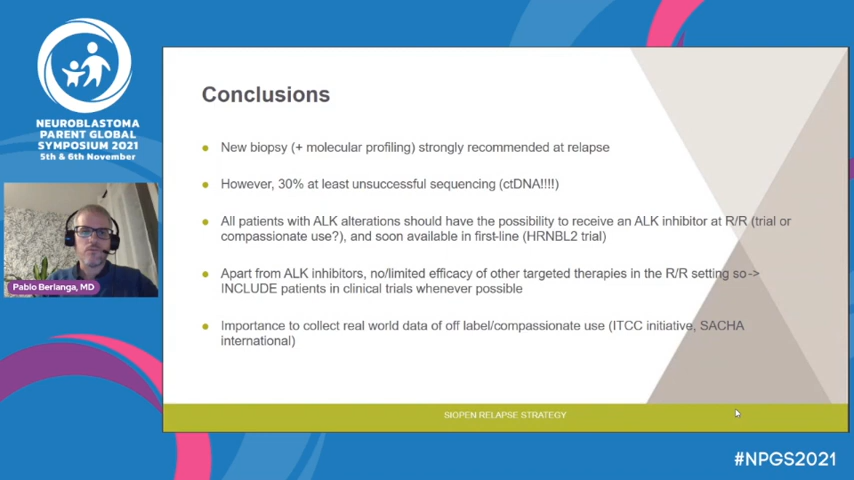 NEUROBLASTOMA
PARENT GLOBAL
SYMPOSIUM 2021
5th & 6th November
Pablo Berlanga, MD
Conclusions
New biopsy (+ molecular profiling) strongly recommended at relapse
However, 30% at least unsuccessful sequencing (ctDNA!!!!)
All patients with ALK alterations should have the possibility to receive an ALK inhibitor at R/R (trial or
compassionate use?), and soon available in first-line (HRNBL2 trial)
Apart from ALK inhibitors, no/limited efficacy of other targeted therapies in the R/R setting so->
INCLUDE patients in clinical trials whenever possible
Importance to collect real world data of off label/compassionate use (ITCC initiative, SACHA
international)
SIOPEN RELAPSE STRATEGY
#NPGS2021